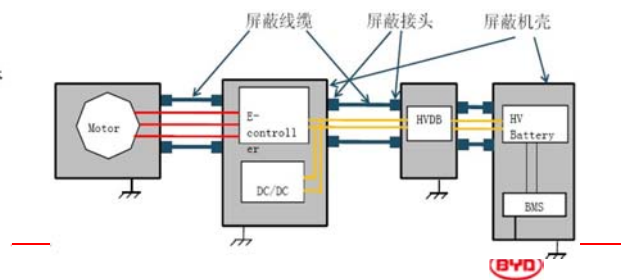 屏蔽线缆
屏蔽接头
屏蔽机壳
Motor
E-
controll
er
DC/DC
HVDB
HV
Battery
BMS
BYD